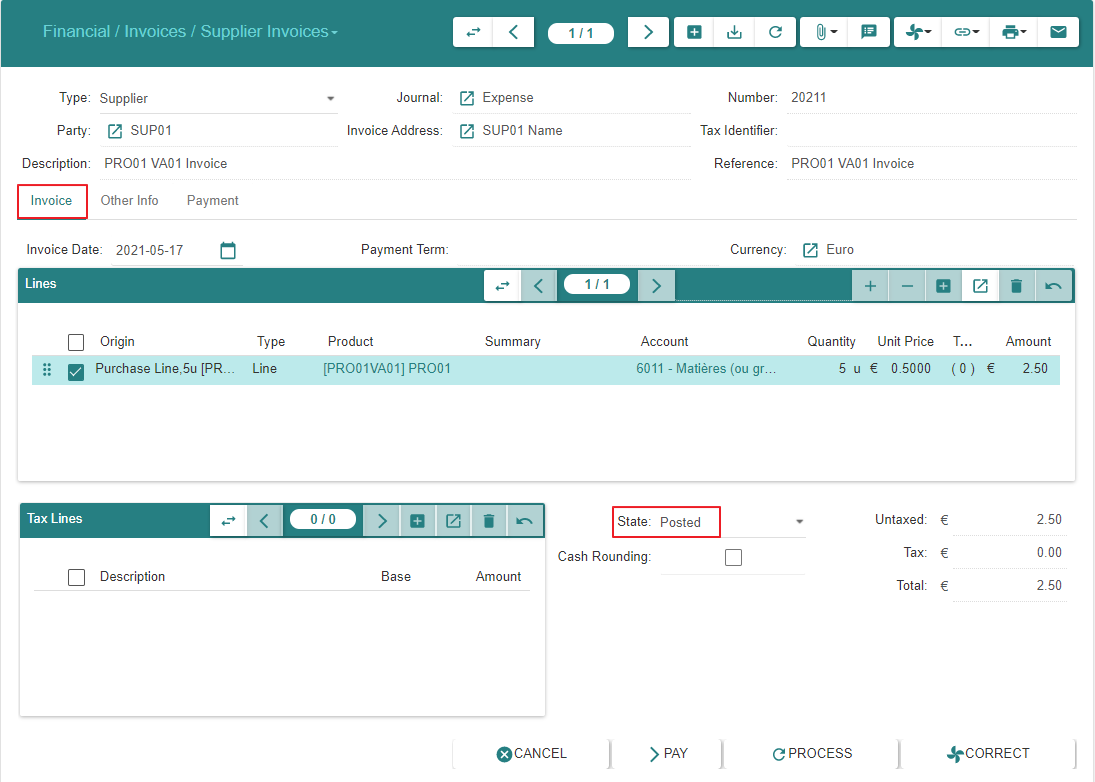 Financial / Invoices / Supplier Invoices
1 / 1
Type: Supplier Journal: Expense Number: 20211
Party: SUP01 Invoice Address: SUP01 Name Tax Identifier:
Description: PRO01 VA01 Invoice Reference: PRO01 VA01 Invoice
Invoice Other Info Payment
Invoice Date: 2021-05-17 Payment Term: Currency: Euro
Lines 1 / 1
Origin Type Product Summary Account Quantity Unit Price T... Amount
Purchase Line,5u [PR... Line [PRO01VA01] PRO01 6011 - Matières (ou gr... 5 u € 0.5000 ( 0 ) € 2.50
Tax Lines 0 / 0
Description Base Amount
State: Posted
Cash Rounding:
Untaxed: € 2.50
Tax: € 0.00
Total: € 2.50
CANCEL PAY PROCESS CORRECT